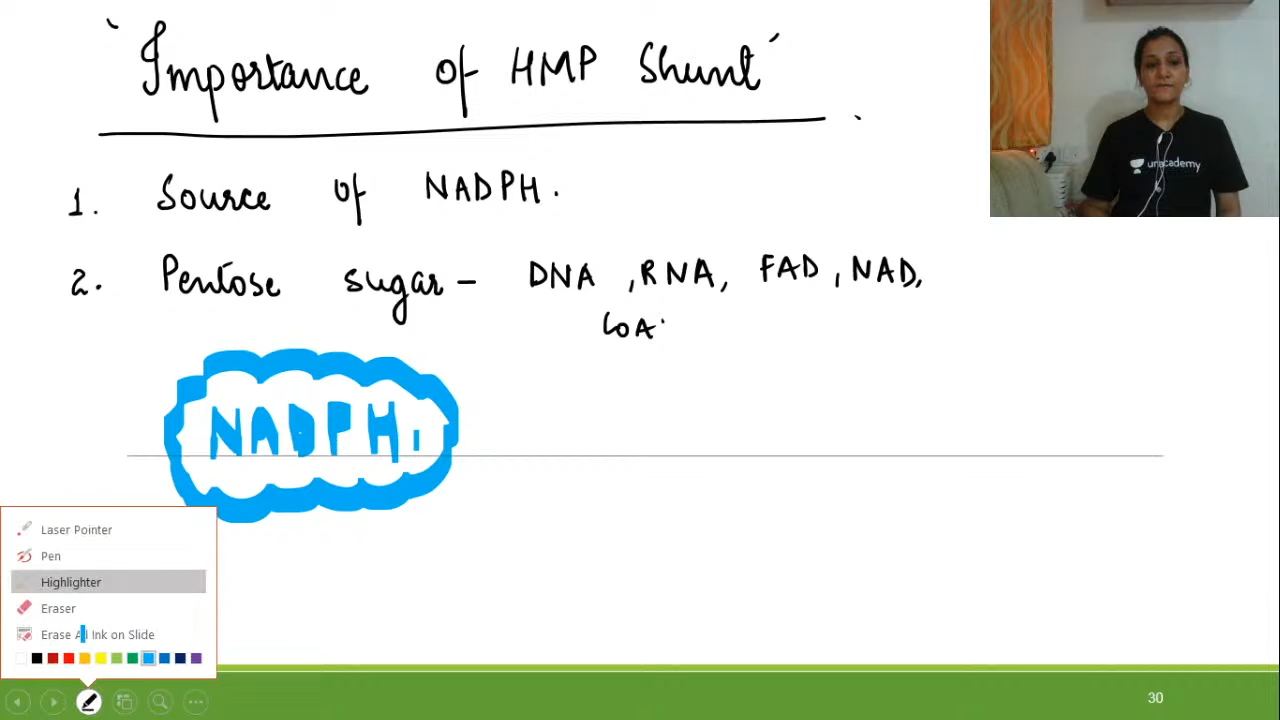 'Importance of HMP Shunt'
unacademy
1. Source of NADPH.
2. Pentose sugar – DNA, RNA, FAD, NAD,
CoA.
NADPH
Laser Pointer
Pen
Highlighter
Eraser
Erase All Ink on Slide
30